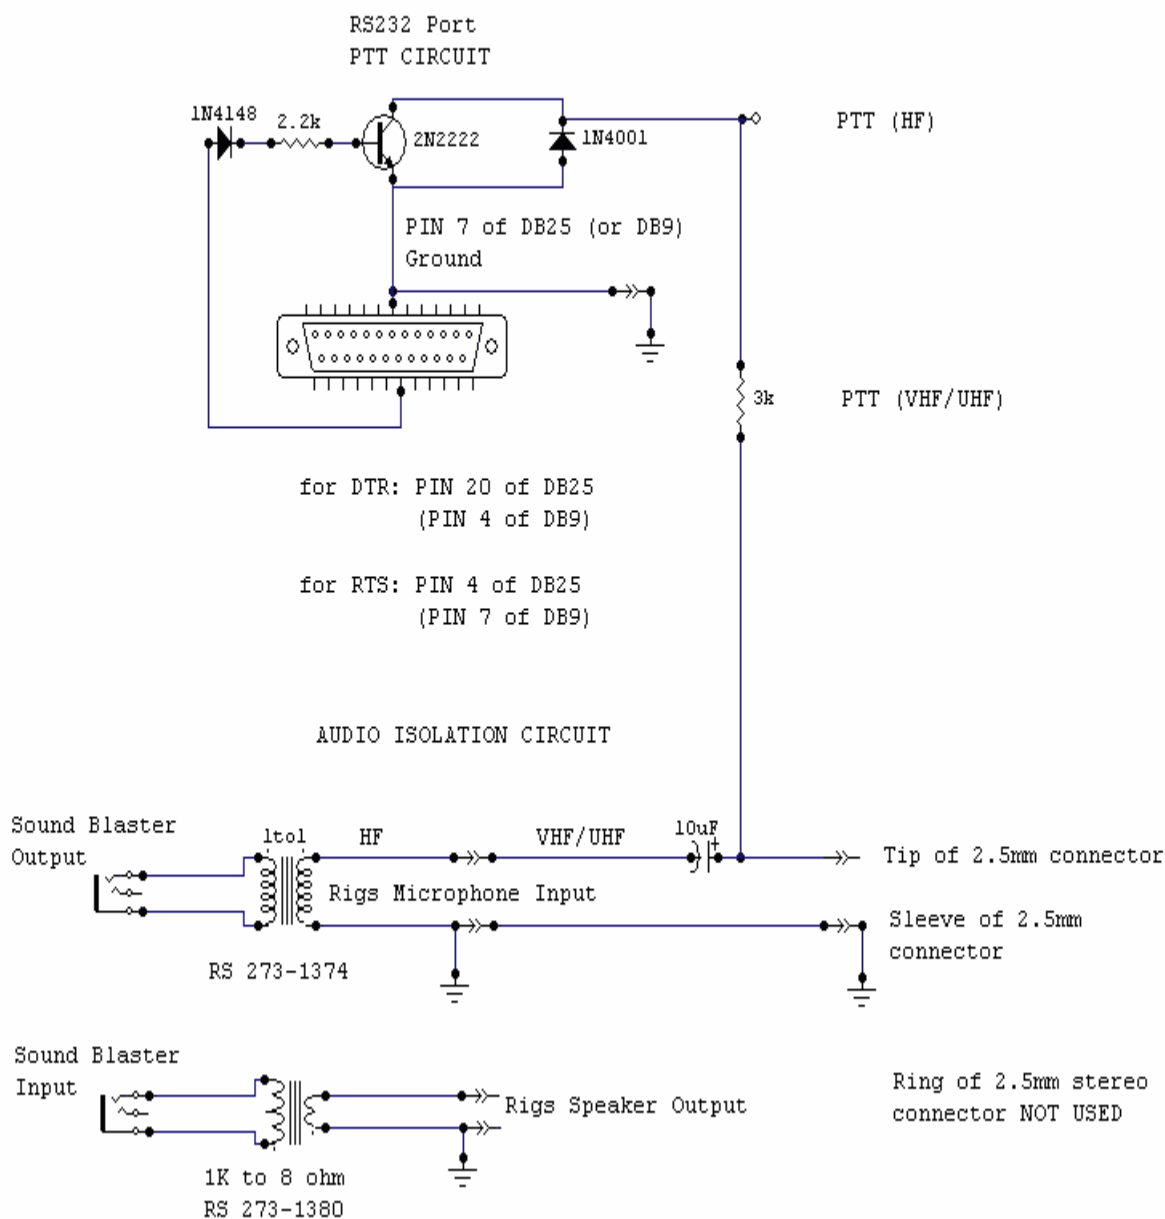 RS232 Port
PTT CIRCUIT
1N4148
2.2k
2N2222
1N4001
PTT (HF)
PIN 7 of DB25 (or DB9)
Ground
3k
PTT (VHF/UHF)
for DTR: PIN 20 of DB25
(PIN 4 of DB9)
for RTS: PIN 4 of DB25
(PIN 7 of DB9)
AUDIO ISOLATION CIRCUIT
Sound Blaster
Output
1to1
HF
VHF/UHF
10uF
+
Tip of 2.5mm connector
Rigs Microphone Input
Sleeve of 2.5mm
connector
RS 273-1374
Sound Blaster
Input
Rigs Speaker Output
Ring of 2.5mm stereo
connector NOT USED
1K to 8 ohm
RS 273-1380